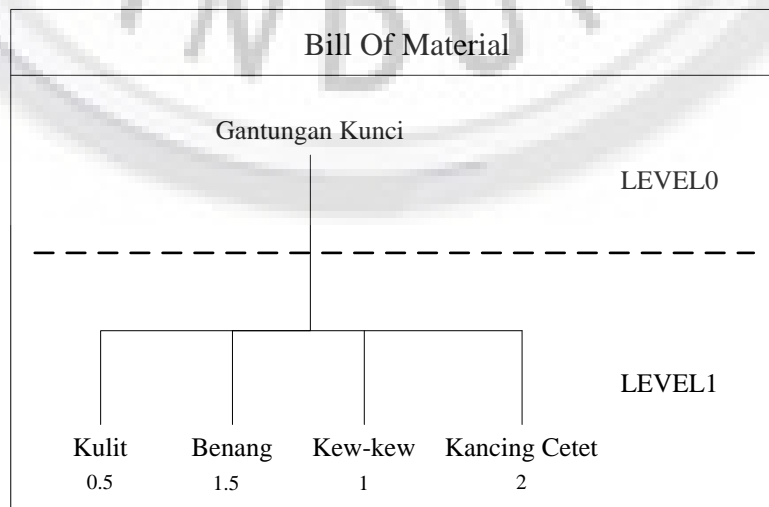 Bill Of Material
Gantungan Kunci
LEVEL0
LEVEL1
Kulit Benang Kew-kew Kancing Cetet
0.5 1.5 1 2